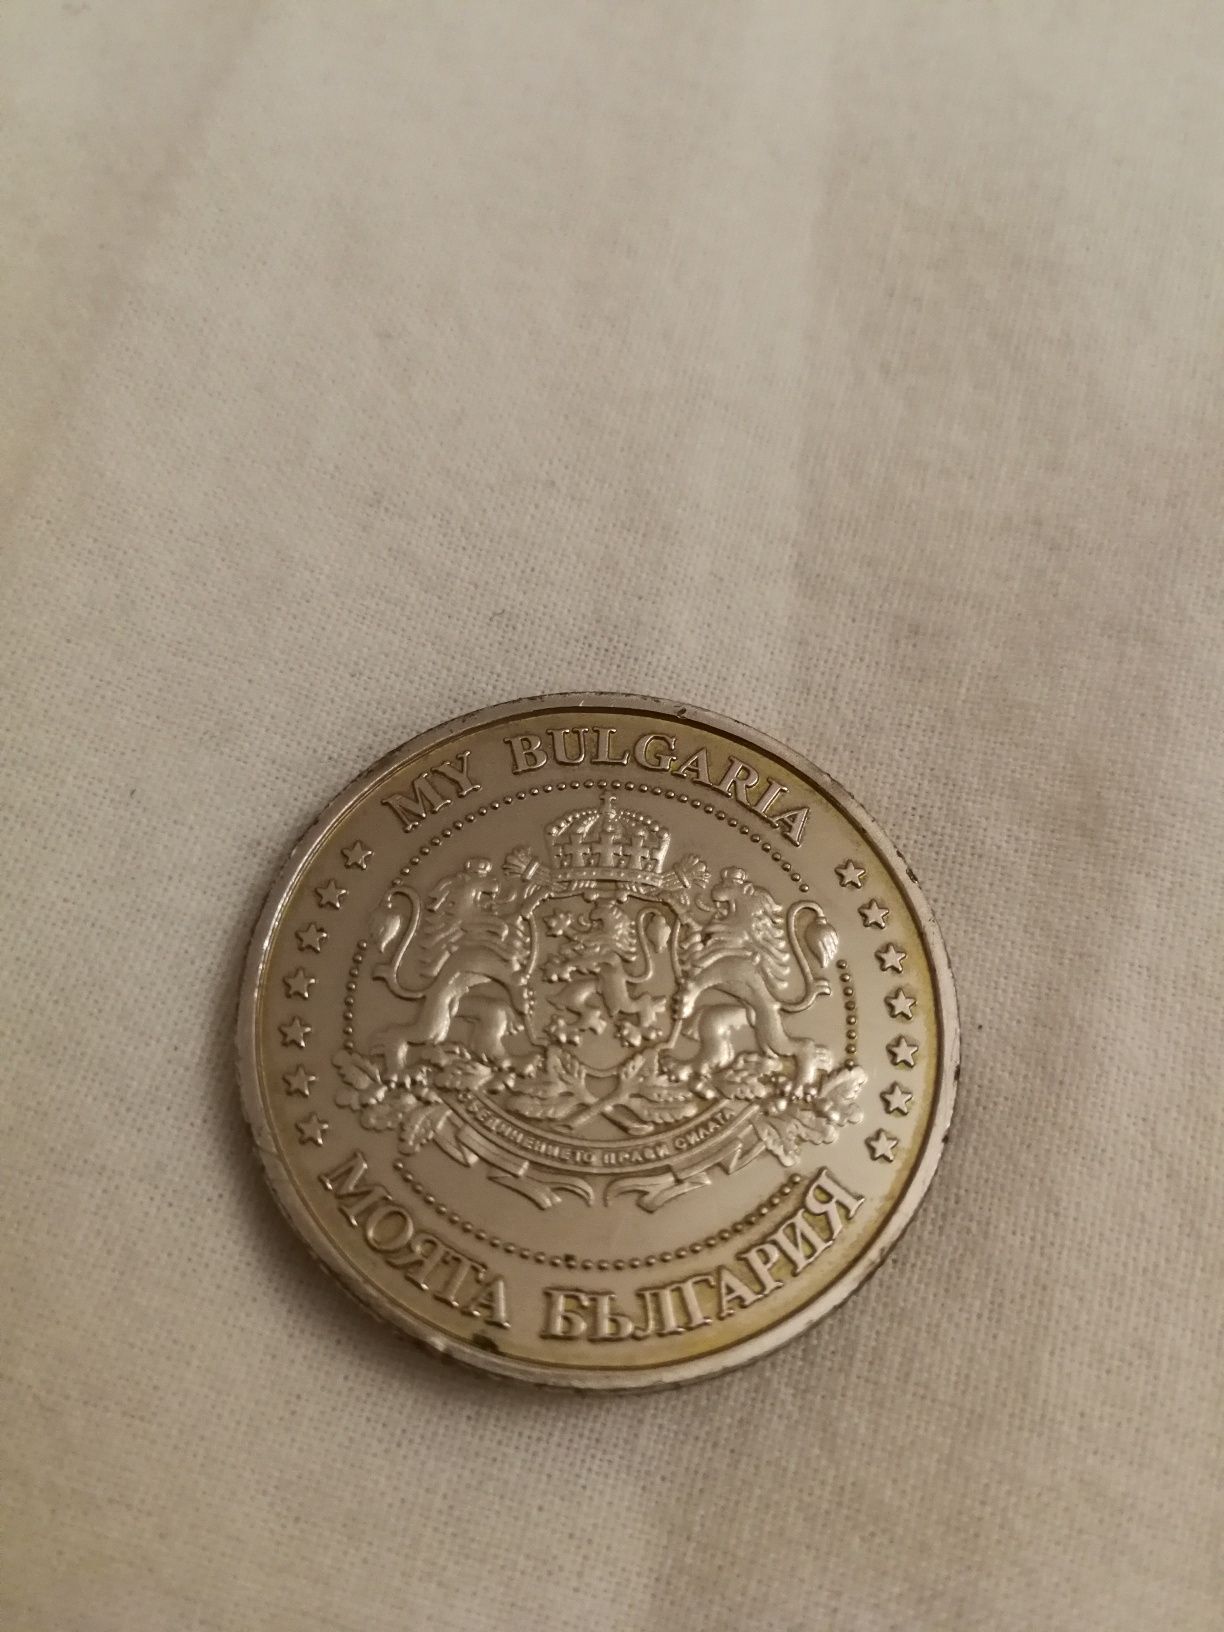 MY BULGARIA
СЪЕДИНЕНИЕТО ПРАВИ СИЛАТА
МОЯТА БЪЛГАРИЯ